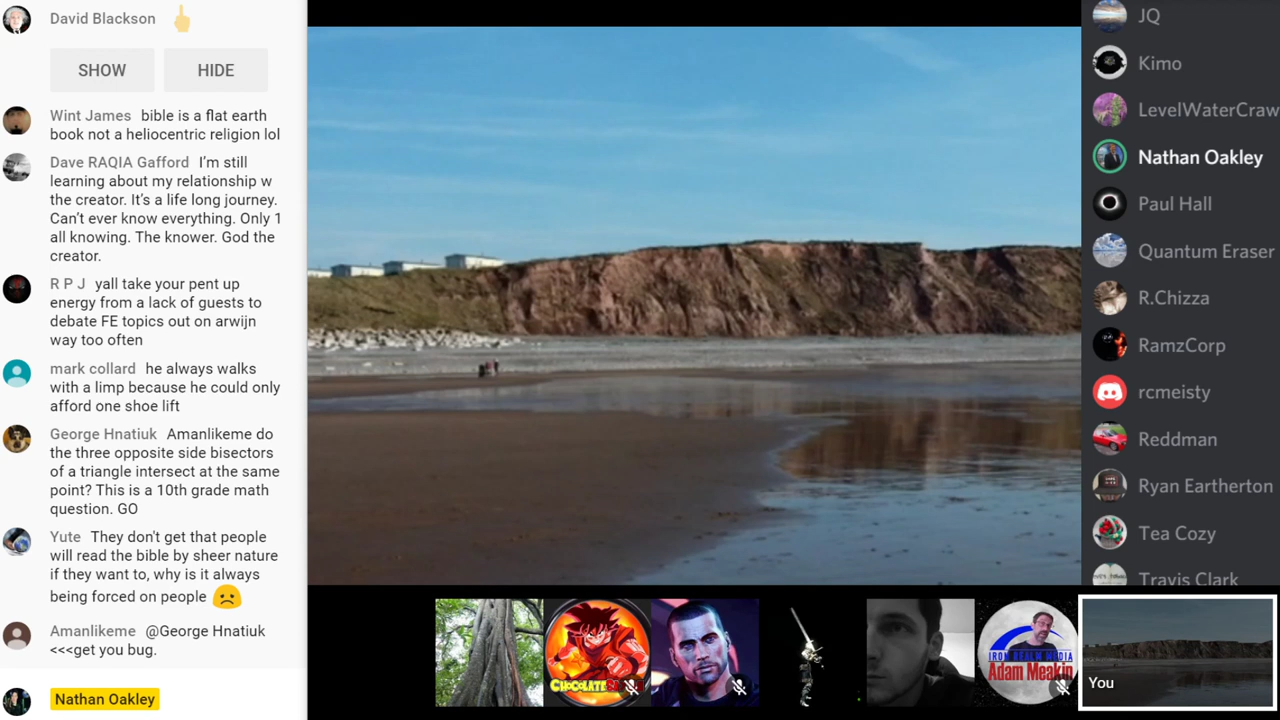 David Blackson
SHOW
HIDE
Wint James bible is a flat earth
book not a heliocentric religion lol
Dave RAQIA Gafford I’m still
learning about my relationship w
the creator. It’s a life long journey.
Can’t ever know everything. Only 1
all knowing. The knower. God the
creator.
R P J yall take your pent up
energy from a lack of guests to
debate FE topics out on arwijn
way too often
mark collard he always walks
with a limp because he could only
afford one shoe lift
George Hnatiuk Amanlikeme do
the three opposite side bisectors
of a triangle intersect at the same
point? This is a 10th grade math
question. GO
Yute They don't get that people
will read the bible by sheer nature
if they want to, why is it always
being forced on people
Amanlikeme @George Hnatiuk
<<<get you bug.
Nathan Oakley
JQ
Kimo
LevelWaterCraw
Nathan Oakley
Paul Hall
Quantum Eraser
R.Chizza
RamzCorp
rcmeisty
Reddman
Ryan Eartherton
Tea Cozy
Travis Clark
IRON REALM MEDIA
Adam Meakin
You